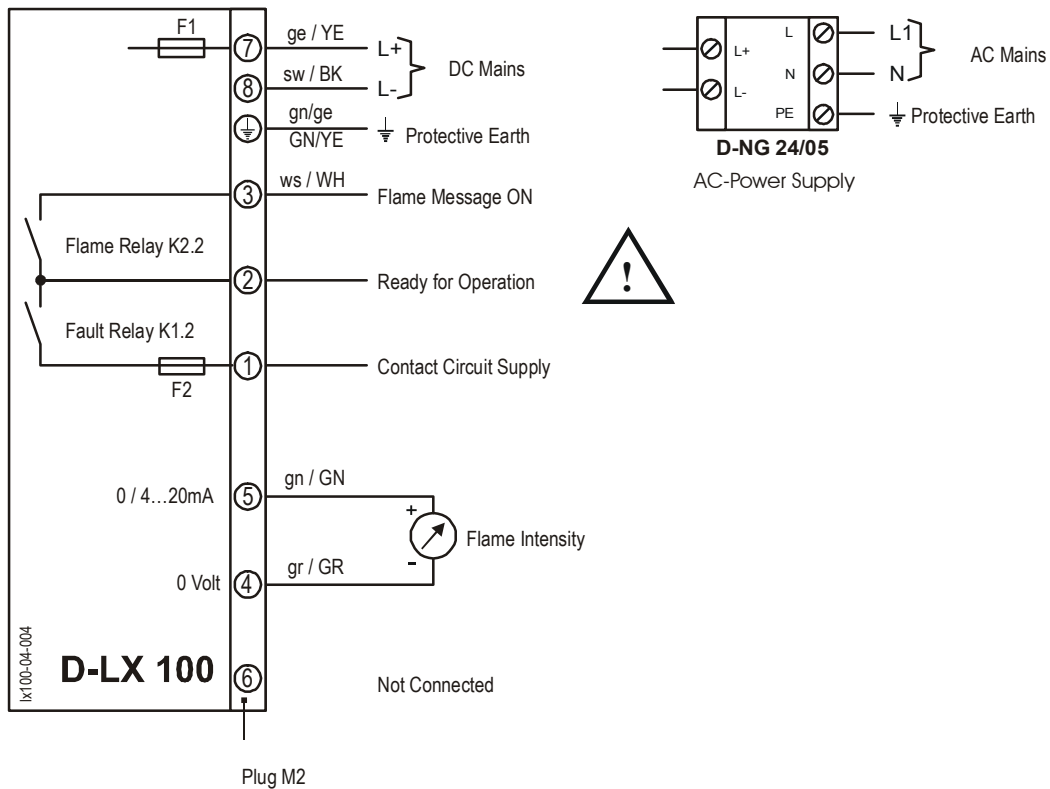 F1
7
ge / YE
L+
DC Mains
8
sw / BK
L-
gn/ge
GN/YE
Protective Earth
3
ws / WH
Flame Message ON
Flame Relay K2.2
2
Ready for Operation
Fault Relay K1.2
F2
1
Contact Circuit Supply
0 / 4...20mA
5
gn / GN
+
-
Flame Intensity
0 Volt
4
gr / GR
lx100-04-004
D-LX 100
6
Not Connected
Plug M2
L+
L-
L
N
PE
L1
N
AC Mains
Protective Earth
D-NG 24/05
AC-Power Supply
!